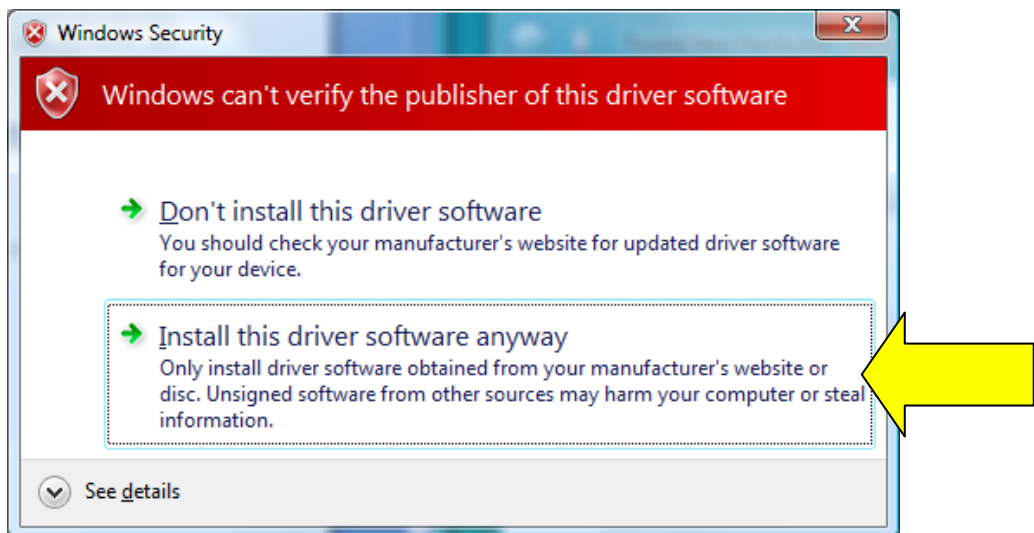 Windows Security
Windows can't verify the publisher of this driver software
Don't install this driver software
You should check your manufacturer's website for updated driver software
for your device.
Install this driver software anyway
Only install driver software obtained from your manufacturer's website or
disc. Unsigned software from other sources may harm your computer or steal
information.
See details